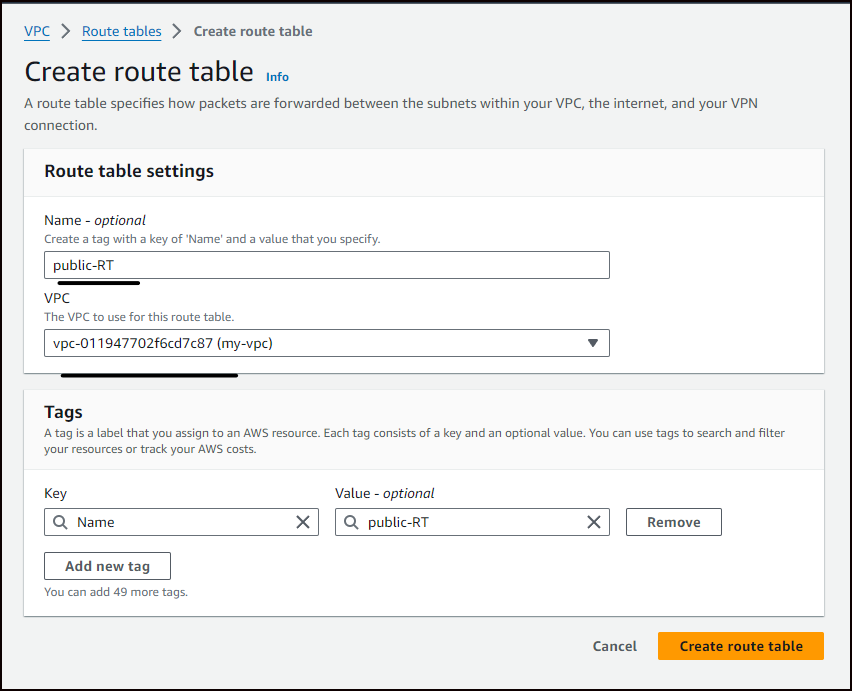 VPC > Route tables > Create route table
Create route table Info
A route table specifies how packets are forwarded between the subnets within your VPC, the internet, and your VPN
connection.
Route table settings
Name - optional
Create a tag with a key of 'Name' and a value that you specify.
public-RT
VPC
The VPC to use for this route table.
vpc-011947702f6cd7c87 (my-vpc)
Tags
A tag is a label that you assign to an AWS resource. Each tag consists of a key and an optional value. You can use tags to search and filter
your resources or track your AWS costs.
Key Value - optional
Name public-RT Remove
Add new tag
You can add 49 more tags.
Cancel Create route table